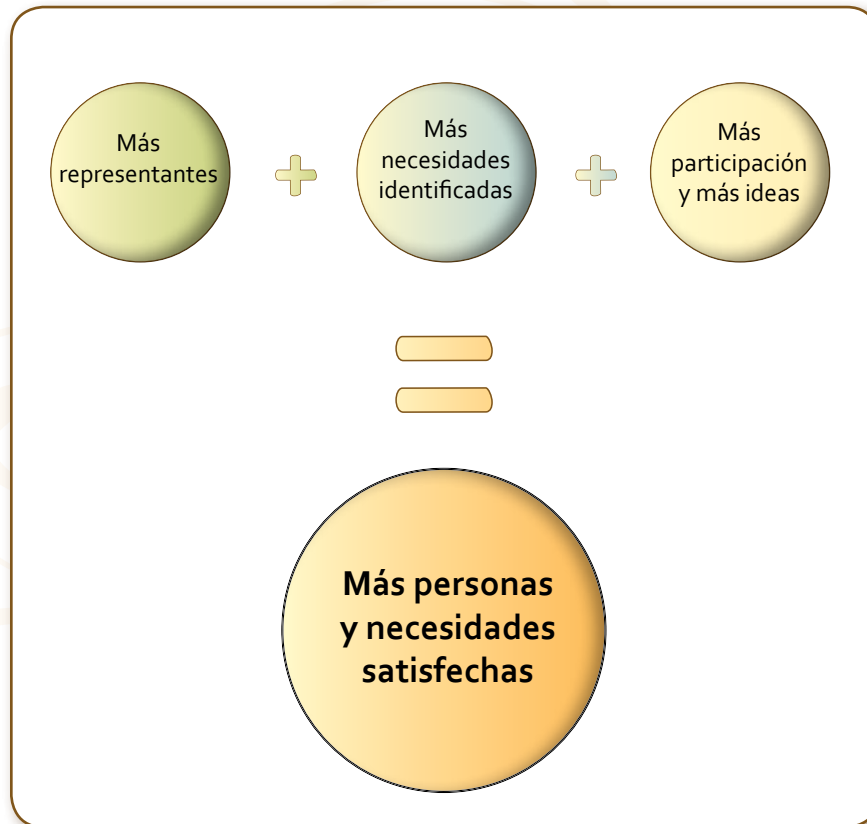 Más
representantes
+
Más
necesidades
identificadas
+
Más
participación
y más ideas
=
Más personas
y necesidades
satisfechas